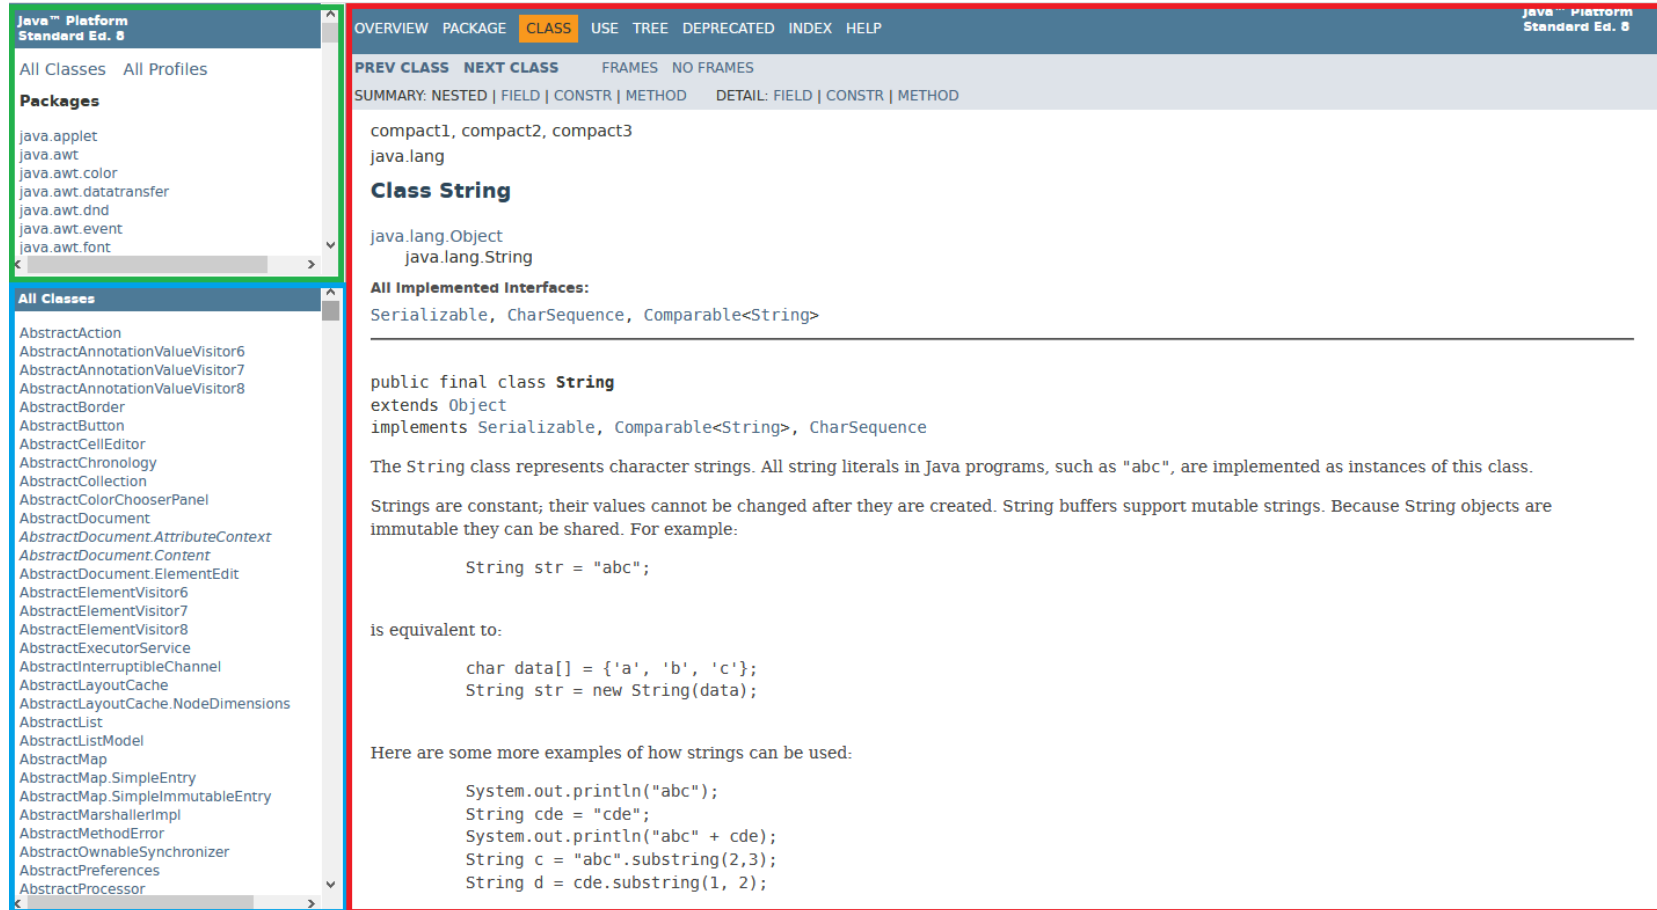 Java™ Platform
Standard Ed. 8
All Classes All Profiles
Packages
java.applet
java.awt
java.awt.color
java.awt.datatransfer
java.awt.dnd
java.awt.event
java.awt.font
All Classes
AbstractAction
AbstractAnnotationValueVisitor6
AbstractAnnotationValueVisitor7
AbstractAnnotationValueVisitor8
AbstractBorder
AbstractButton
AbstractCellEditor
AbstractChronology
AbstractCollection
AbstractColorChooserPanel
AbstractDocument
AbstractDocument.AttributeContext
AbstractDocument.Content
AbstractDocument.ElementEdit
AbstractElementVisitor6
AbstractElementVisitor7
AbstractElementVisitor8
AbstractExecutorService
AbstractInterruptibleChannel
AbstractLayoutCache
AbstractLayoutCache.NodeDimensions
AbstractList
AbstractListModel
AbstractMap
AbstractMap.SimpleEntry
AbstractMap.SimpleImmutableEntry
AbstractMarshallerImpl
AbstractMethodError
AbstractOwnableSynchronizer
AbstractPreferences
AbstractProcessor
OVERVIEW PACKAGE CLASS USE TREE DEPRECATED INDEX HELP
Java™ Platform
Standard Ed. 8
PREV CLASS NEXT CLASS FRAMES NO FRAMES
SUMMARY: NESTED | FIELD | CONSTR | METHOD DETAIL: FIELD | CONSTR | METHOD
compact1, compact2, compact3
java.lang
Class String
java.lang.Object
java.lang.String
All Implemented Interfaces:
Serializable, CharSequence, Comparable<String>
public final class String
extends Object
implements Serializable, Comparable<String>, CharSequence
The String class represents character strings. All string literals in Java programs, such as "abc", are implemented as instances of this class.
Strings are constant; their values cannot be changed after they are created. String buffers support mutable strings. Because String objects are
immutable they can be shared. For example:
String str = "abc";
is equivalent to:
char data[] = {'a', 'b', 'c'};
String str = new String(data);
Here are some more examples of how strings can be used:
System.out.println("abc");
String cde = "cde";
System.out.println("abc" + cde);
String c = "abc".substring(2,3);
String d = cde.substring(1, 2);